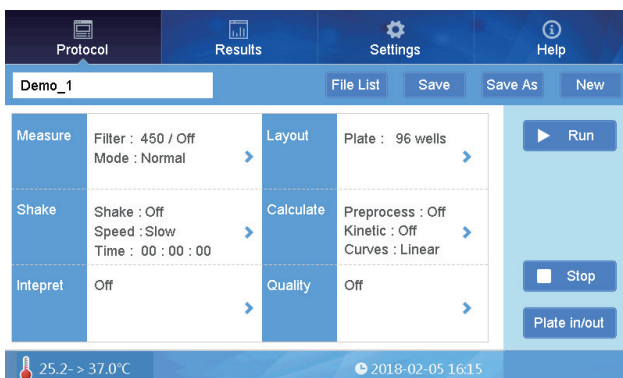 Protocol Results Settings Help
Demo_1 File List Save Save As New
Measure
Filter : 450 / Off
Mode : Normal
Layout
Plate : 96 wells
Run
Shake
Shake : Off
Speed : Slow
Time : 00 : 00 : 00
Calculate
Preprocess : Off
Kinetic : Off
Curves : Linear
Intepret
Off
Quality
Off
Stop
Plate in/out
25.2-> 37.0℃ 2018-02-05 16:15